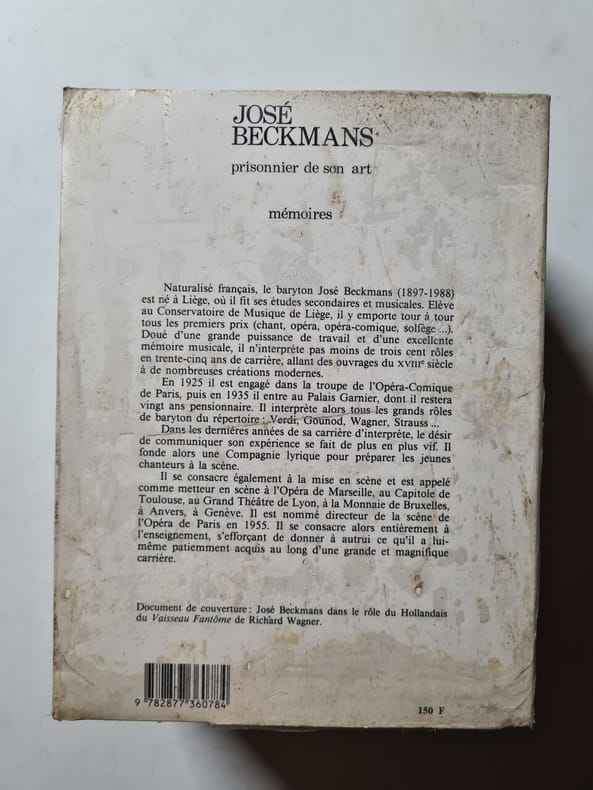 JOSÉ
BECKMANS
prisonnier de son art
mémoires
Naturalisé français, le baryton José Beckmans (1897-1988)
est né à Liège, où il fit ses études secondaires et musicales. Elève
au Conservatoire de Musique de Liège, il y emporte tour à tour
tous les premiers prix (chant, opéra, opéra-comique, solfège ...).
Doué d'une grande puissance de travail et d'une excellente
mémoire musicale, il n'interprète pas moins de trois cent rôles
en trente-cinq ans de carrière, allant des ouvrages du XVIIIe siècle
à de nombreuses créations modernes.
En 1925 il est engagé dans la troupe de l'Opéra-Comique
de Paris, puis en 1935 il entre au Palais Garnier, dont il restera
vingt ans pensionnaire. Il interprète alors tous les grands rôles
de baryton du répertoire : Verdi, Gounod, Wagner, Strauss ...
Dans les dernières années de sa carrière d'interprète, le désir
de communiquer son expérience se fait de plus en plus vif. Il
fonde alors une Compagnie lyrique pour préparer les jeunes
chanteurs à la scène.
Il se consacre également à la mise en scène et est appelé
comme metteur en scène à l'Opéra de Marseille, au Capitole de
Toulouse, au Grand Théâtre de Lyon, à la Monnaie de Bruxelles,
à Anvers, à Genève. Il est nommé directeur de la scène de
l'Opéra de Paris en 1955. Il se consacre alors entièrement à
l'enseignement, s'efforçant de donner à autrui ce qu'il a lui-
même patiemment acquis au long d'une grande et magnifique
carrière.
Document de couverture : José Beckmans dans le rôle du Hollandais
du Vaisseau Fantôme de Richard Wagner.
9 782877 360784
150 F